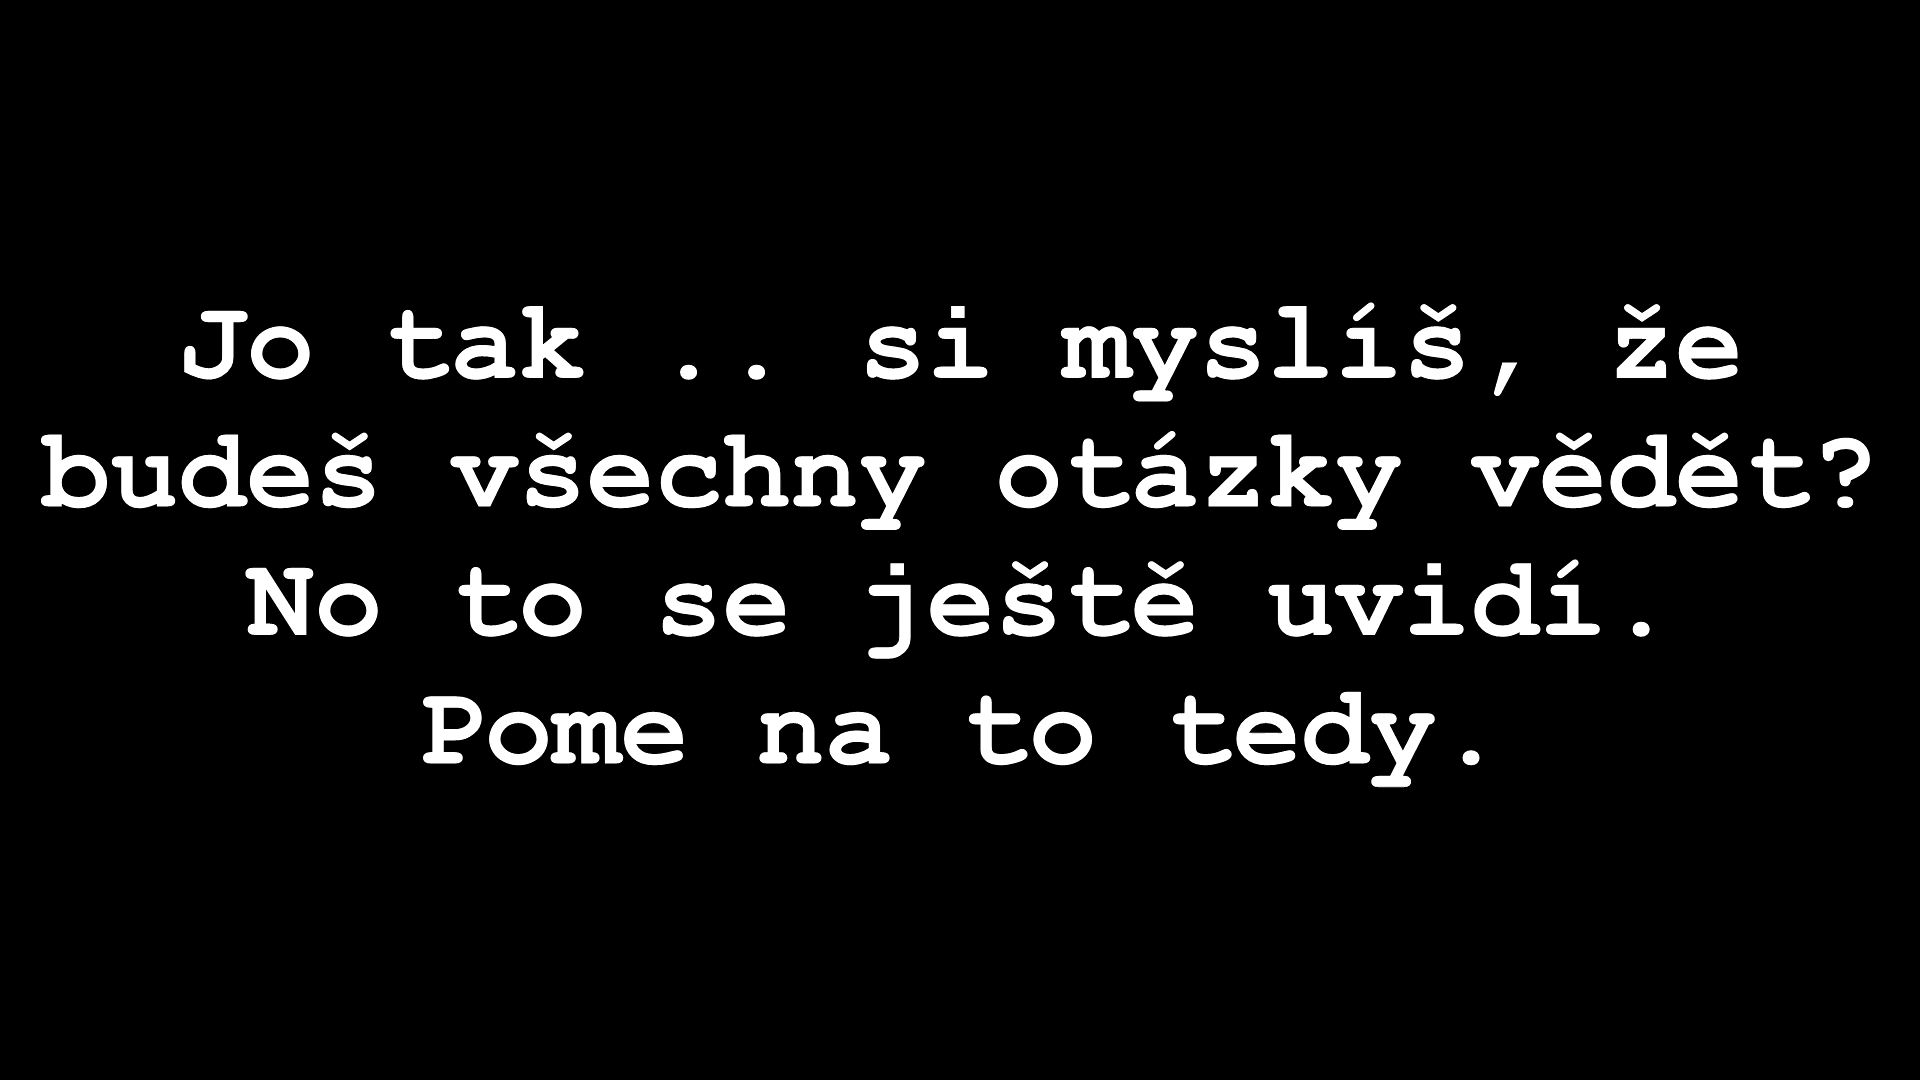 Jo tak .. si myslíš, že
budeš všechny otázky vědět?
No to se ještě uvidí.
Pome na to tedy.